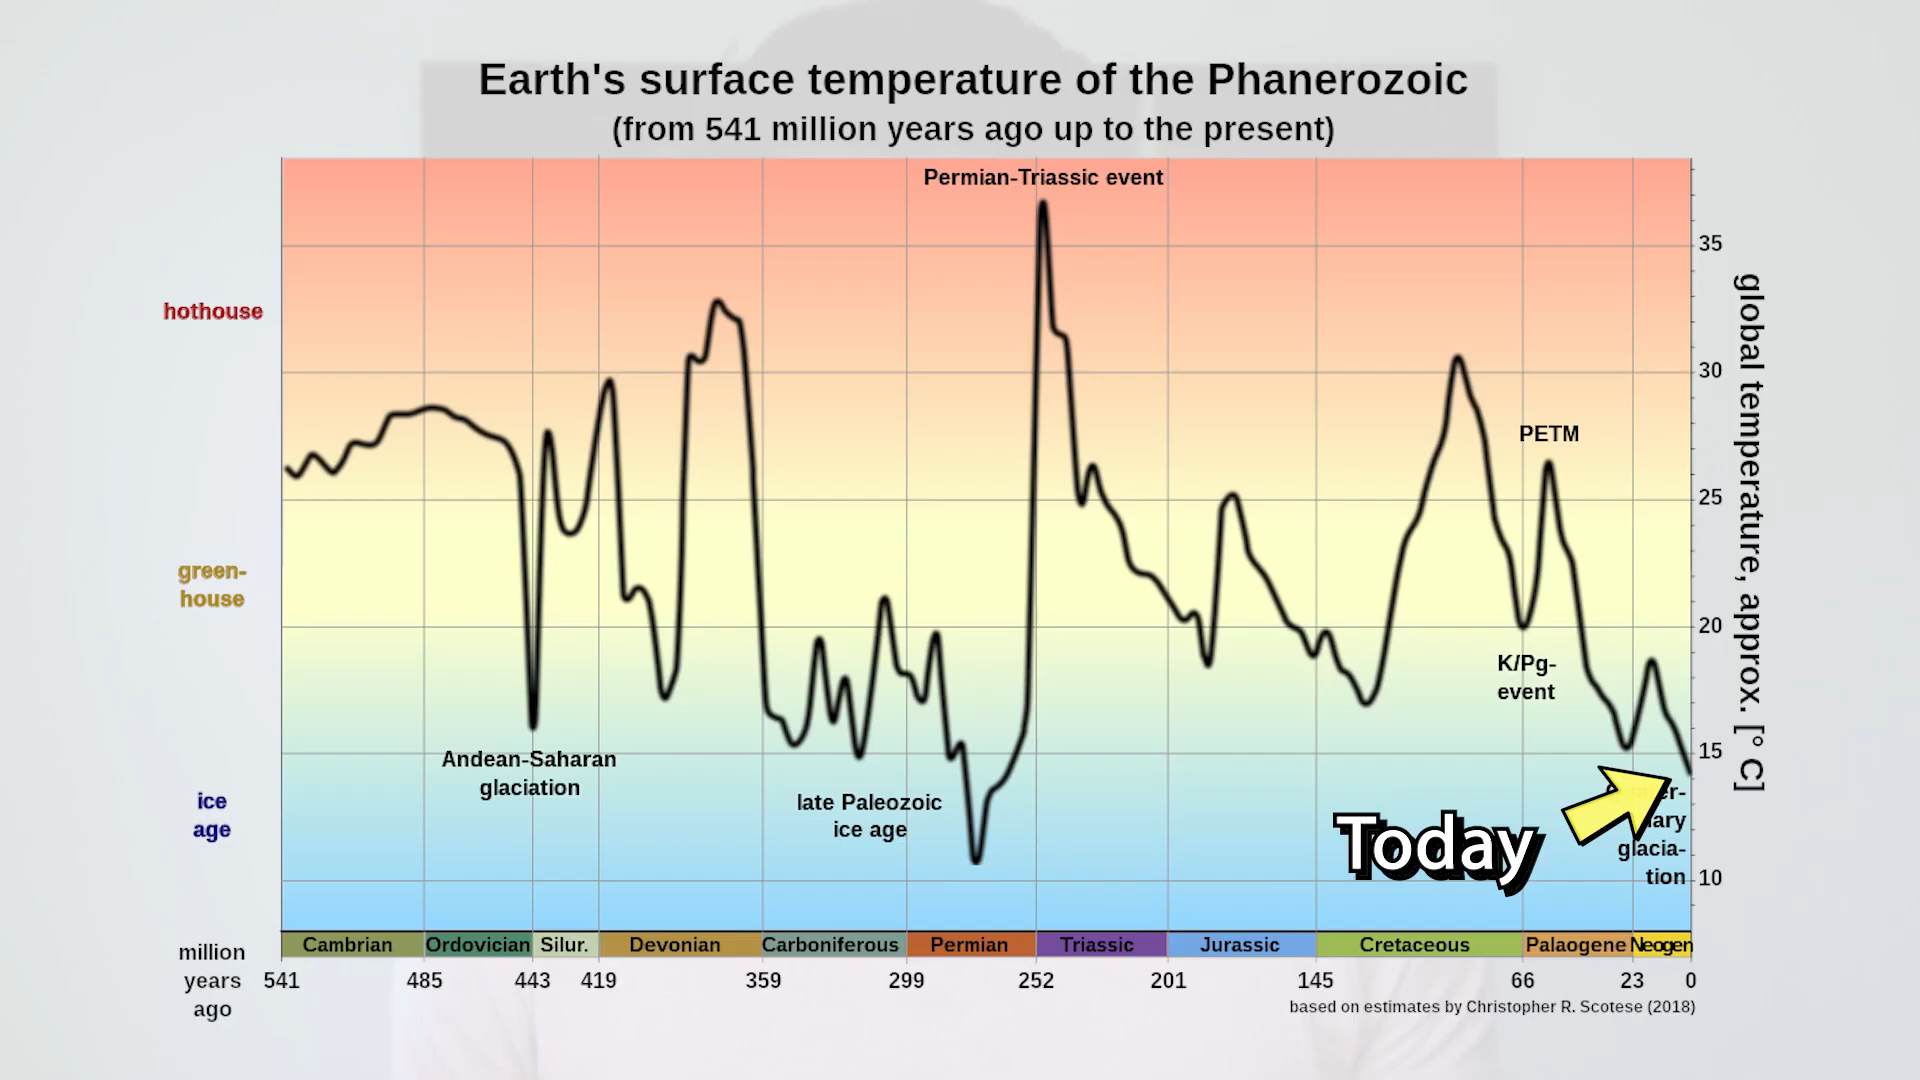 Earth's surface temperature of the Phanerozoic
(from 541 million years ago up to the present)
Permian-Triassic event
35
hothouse
30
PETM
25
green-
house
20
K/Pg-
event
15
Andean-Saharan
glaciation
late Paleozoic
ice age
ice
age
Today
glacia-
tion
10
global temperature, approx. [° C]
Cambrian Ordovician Silur. Devonian Carboniferous Permian Triassic Jurassic Cretaceous Palaogene Neogen
million
years
ago
541 485 443 419 359 299 252 201 145 66 23 0
based on estimates by Christopher R. Scotese (2018)